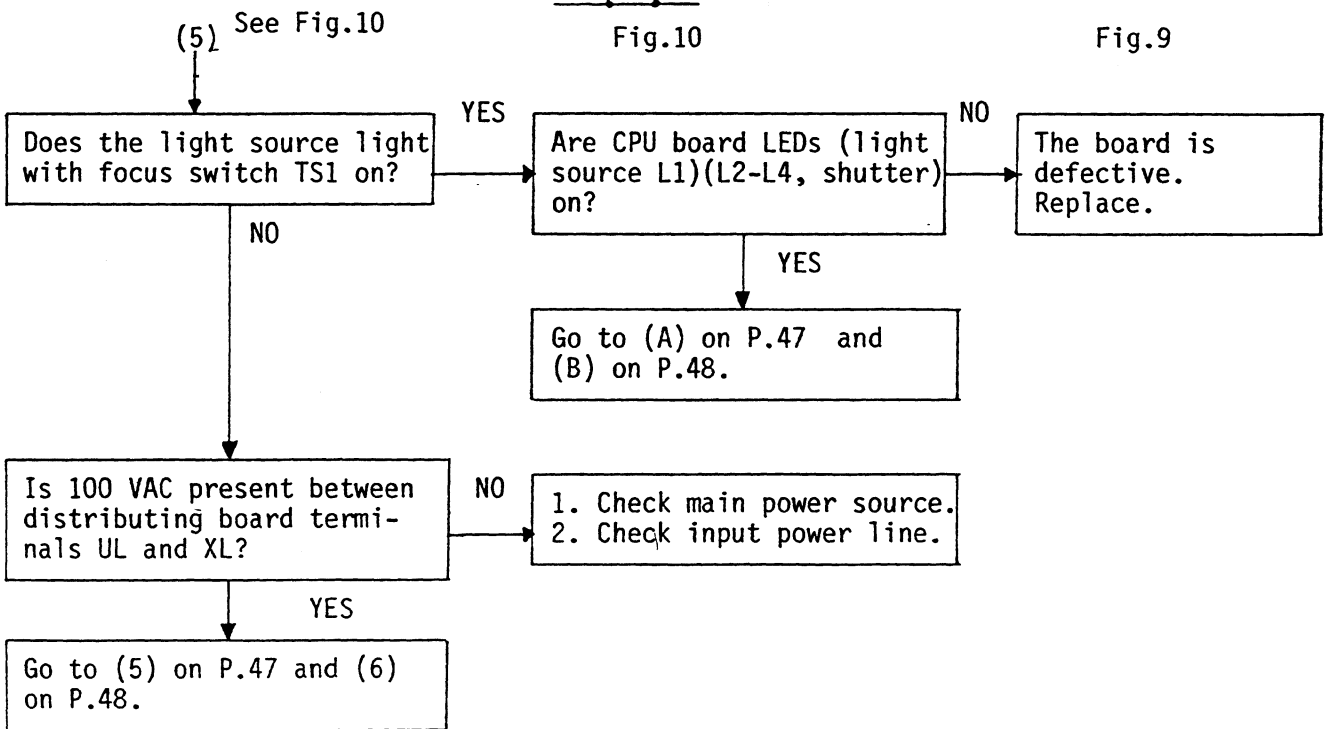 (5) See Fig.10
Fig.10
Fig.9
Does the light source light
with focus switch TS1 on?
YES
Are CPU board LEDs (light
source L1)(L2-L4, shutter)
on?
NO
The board is
defective.
Replace.
NO
YES
Go to (A) on P.47 and
(B) on P.48.
Is 100 VAC present between
distributing board termi-
nals UL and XL?
NO
1. Check main power source.
2. Check input power line.
YES
Go to (5) on P.47 and (6)
on P.48.